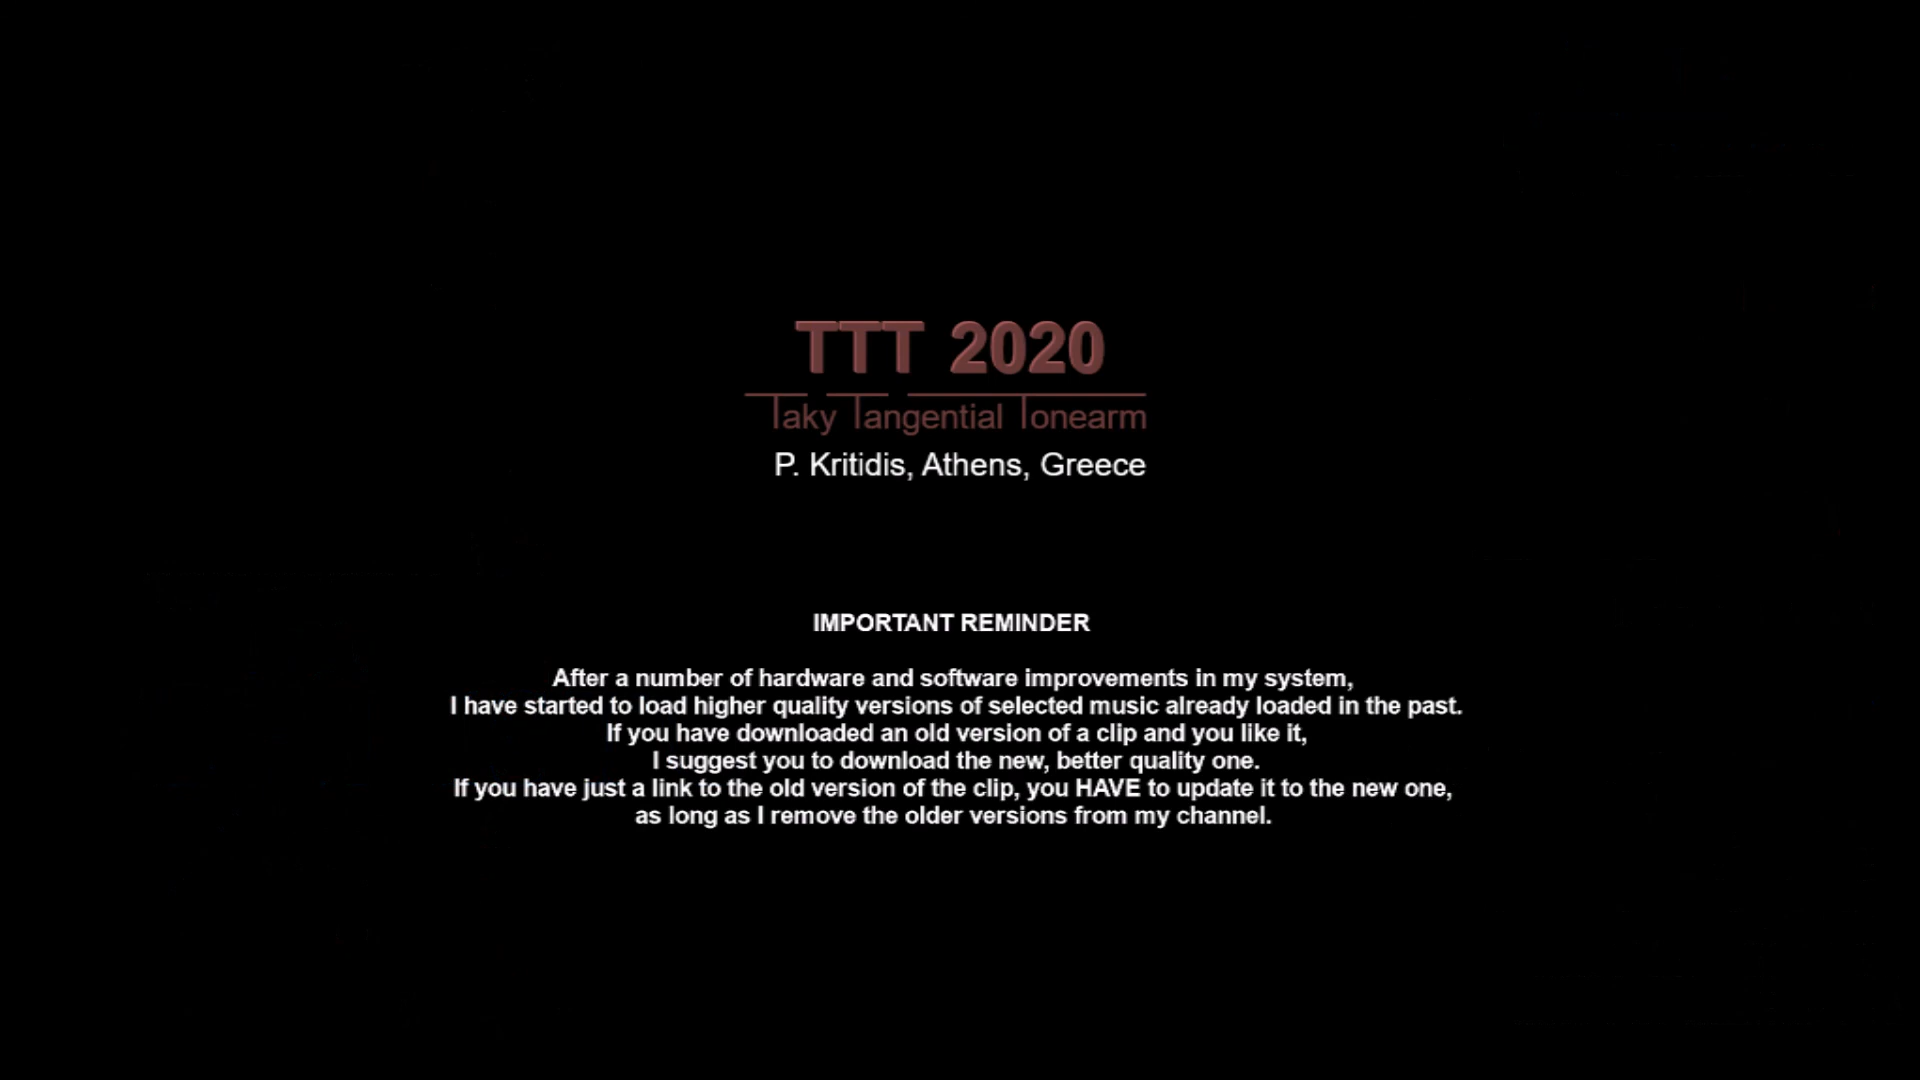 TTT 2020
Taky Tangential Tonearm
P. Kritidis, Athens, Greece
IMPORTANT REMINDER
After a number of hardware and software improvements in my system,
I have started to load higher quality versions of selected music already loaded in the past.
If you have downloaded an old version of a clip and you like it,
I suggest you to download the new, better quality one.
If you have just a link to the old version of the clip, you HAVE to update it to the new one,
as long as I remove the older versions from my channel.